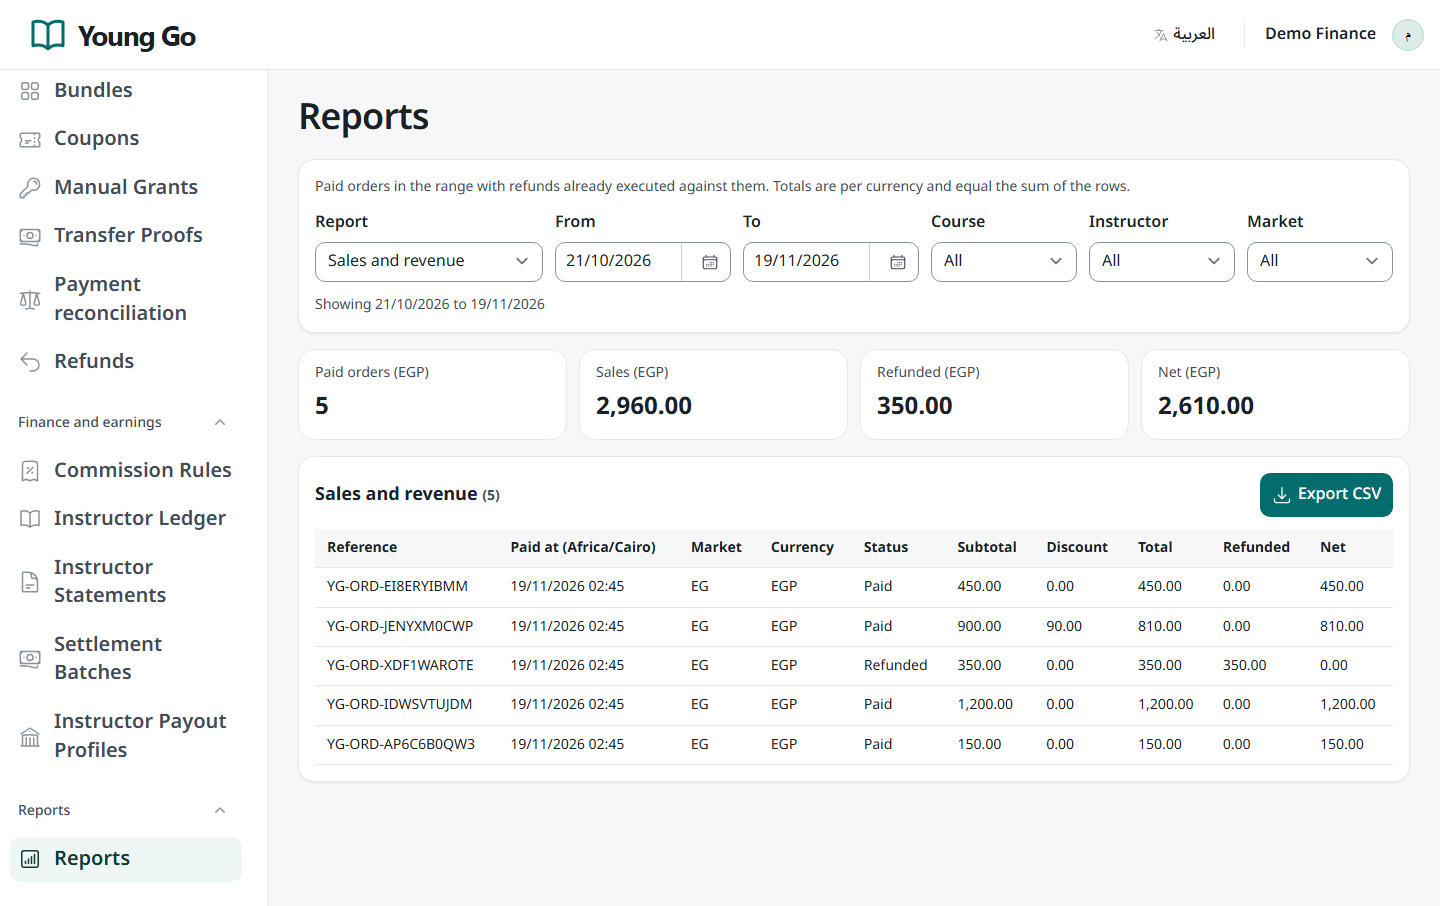 Young Go
العربية
Demo Finance
م
Bundles
Coupons
Manual Grants
Transfer Proofs
Payment
reconciliation
Refunds
Finance and earnings
Commission Rules
Instructor Ledger
Instructor
Statements
Settlement
Batches
Instructor Payout
Profiles
Reports
Reports
Reports
Paid orders in the range with refunds already executed against them. Totals are per currency and equal the sum of the rows.
Report From To Course Instructor Market
Sales and revenue 21/10/2026 19/11/2026 All All All
Showing 21/10/2026 to 19/11/2026
Paid orders (EGP) Sales (EGP) Refunded (EGP) Net (EGP)
5 2,960.00 350.00 2,610.00
Sales and revenue (5) Export CSV
Reference Paid at (Africa/Cairo) Market Currency Status Subtotal Discount Total Refunded Net
YG-ORD-EI8ERYIBMM 19/11/2026 02:45 EG EGP Paid 450.00 0.00 450.00 0.00 450.00
YG-ORD-JENYXM0CWP 19/11/2026 02:45 EG EGP Paid 900.00 90.00 810.00 0.00 810.00
YG-ORD-XDF1WAROTE 19/11/2026 02:45 EG EGP Refunded 350.00 0.00 350.00 350.00 0.00
YG-ORD-IDWSVTUJDM 19/11/2026 02:45 EG EGP Paid 1,200.00 0.00 1,200.00 0.00 1,200.00
YG-ORD-AP6C6B0QW3 19/11/2026 02:45 EG EGP Paid 150.00 0.00 150.00 0.00 150.00